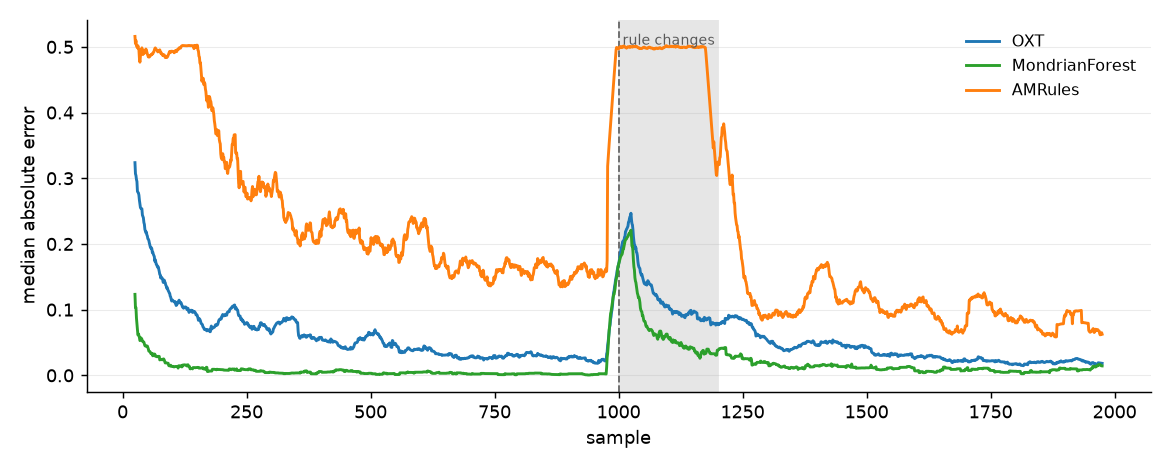 rule changes
OXT
MondrianForest
AMRules
median absolute error
0.5
0.4
0.3
0.2
0.1
0.0
0 250 500 750 1000 1250 1500 1750 2000
sample